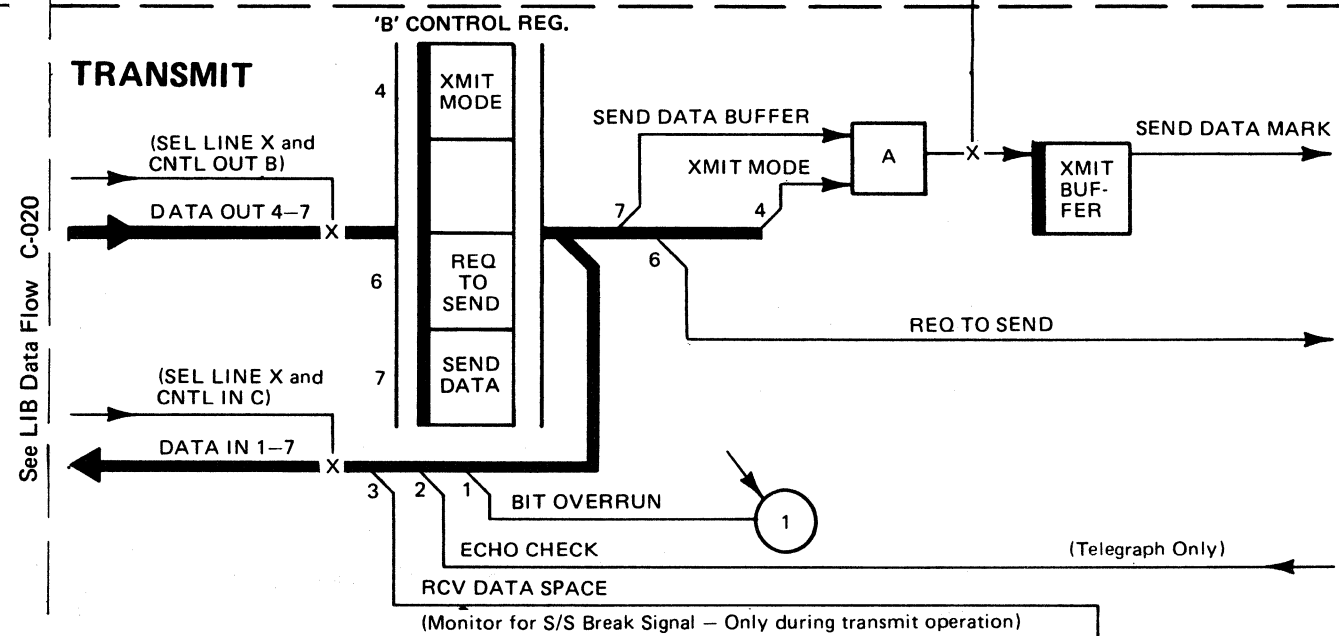 'B' CONTROL REG.
TRANSMIT
4
XMIT
MODE
SEND DATA BUFFER
A
X
SEND DATA MARK
(SEL LINE X and
CNTL OUT B)
XMIT MODE
XMIT
BUF-
FER
DATA OUT 4–7
X
7
4
6
See LIB Data Flow C-020
6
REQ
TO
SEND
REQ TO SEND
7
SEND
DATA
(SEL LINE X and
CNTL IN C)
DATA IN 1–7
X
3
2
1
BIT OVERRUN
1
ECHO CHECK
(Telegraph Only)
RCV DATA SPACE
(Monitor for S/S Break Signal – Only during transmit operation)